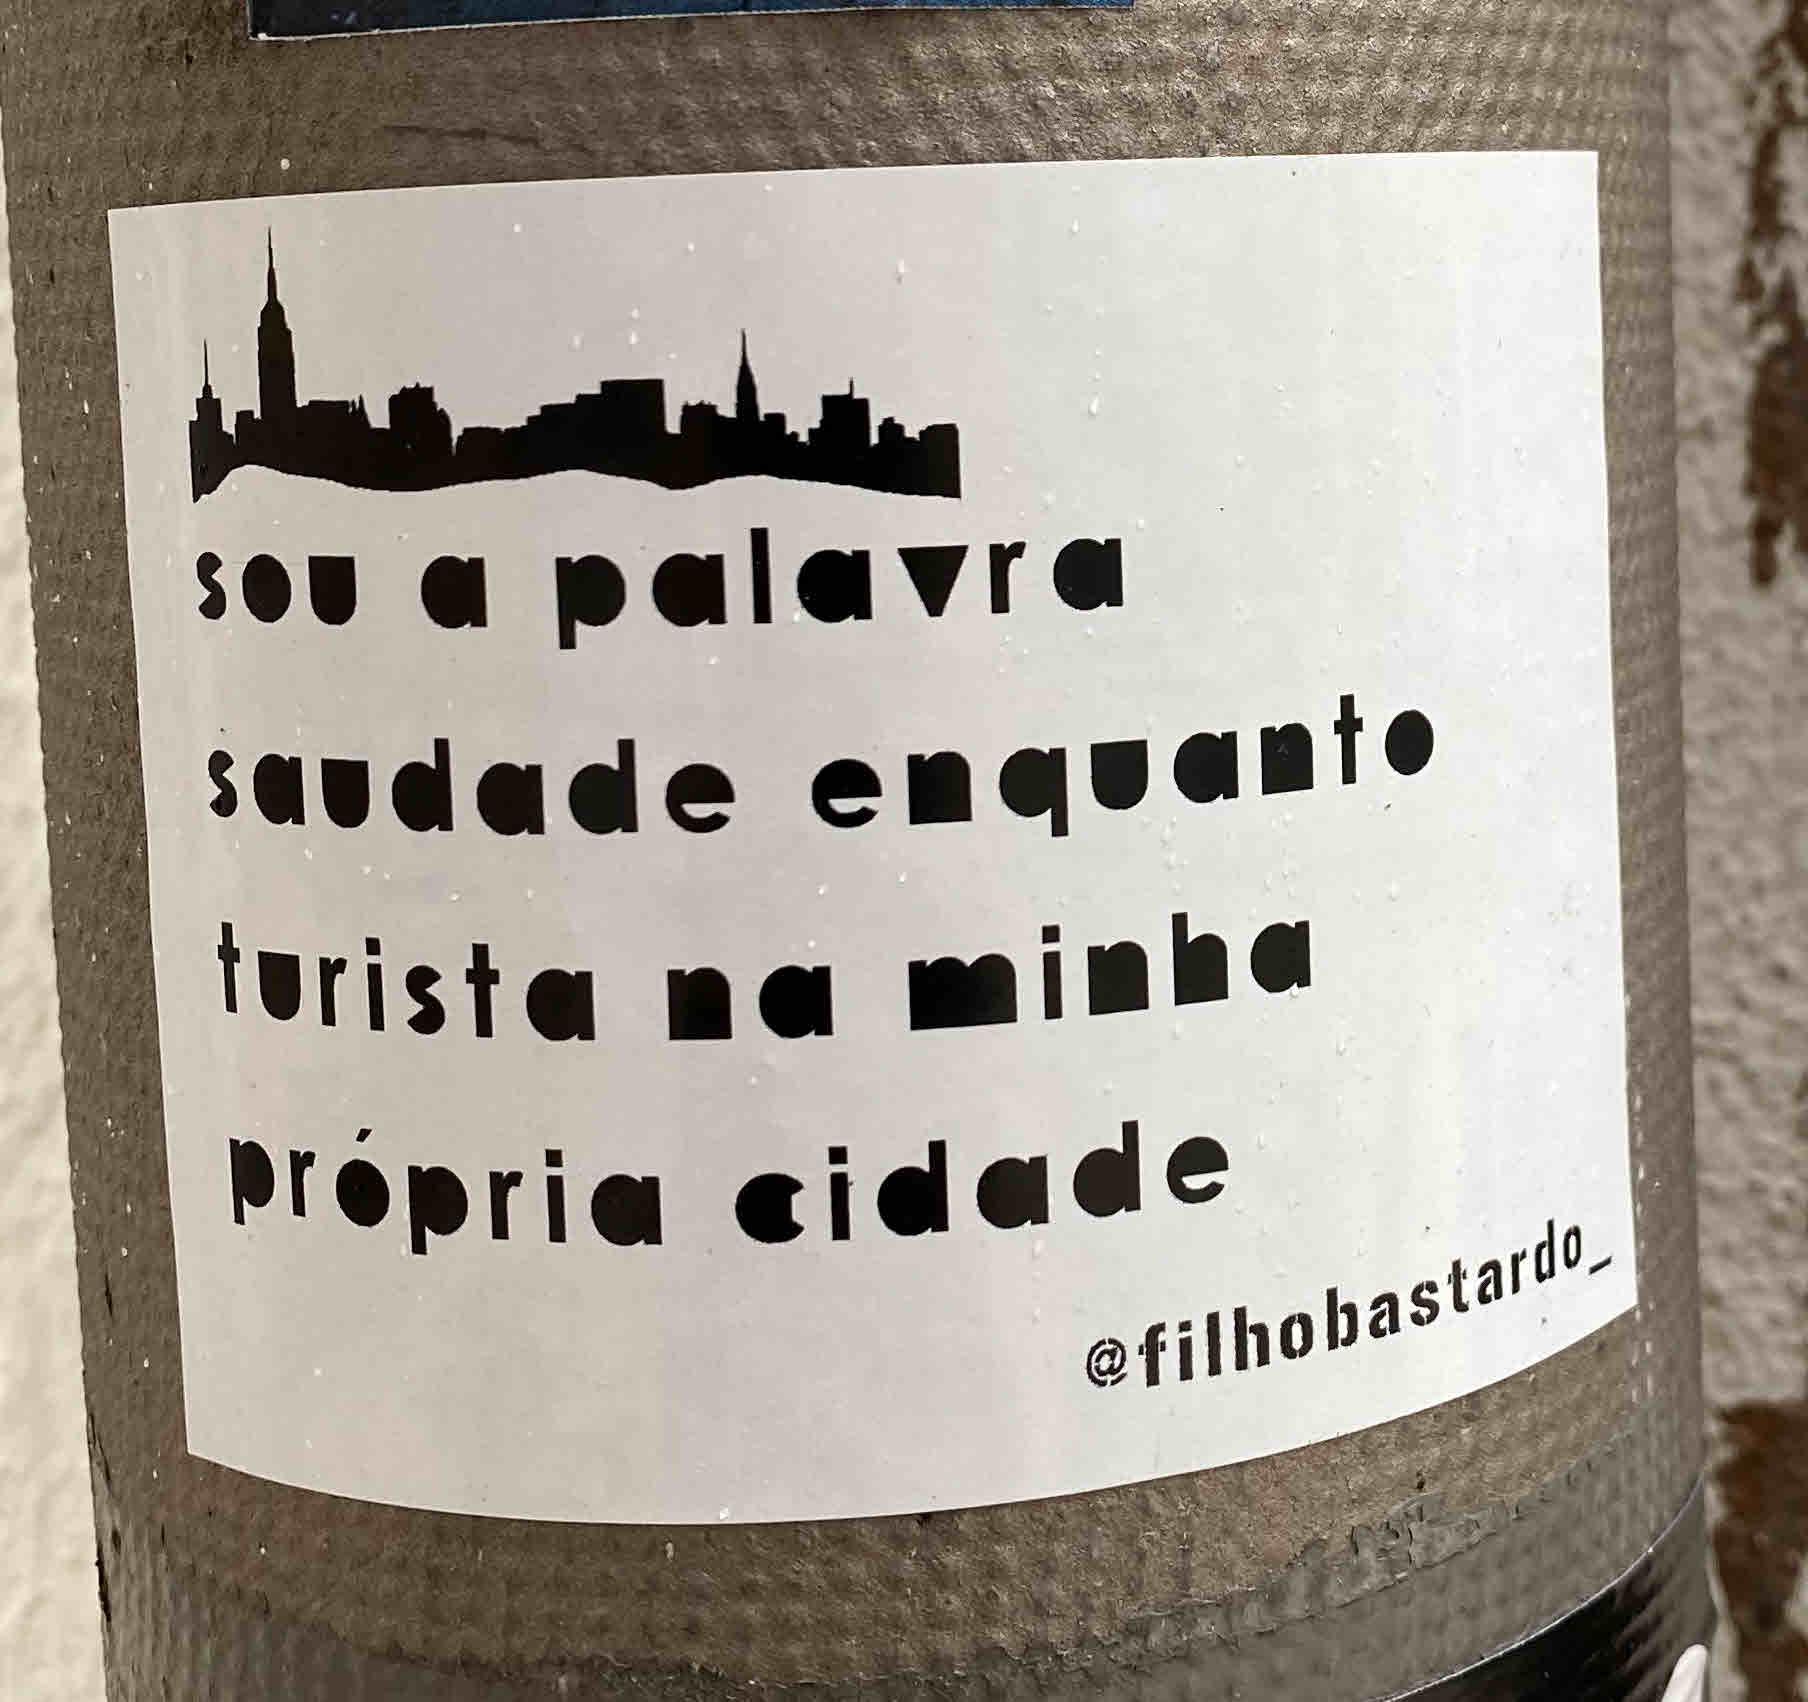 sou a palavra
saudade enquanto
turista na minha
própria cidade
@filhobastardo_